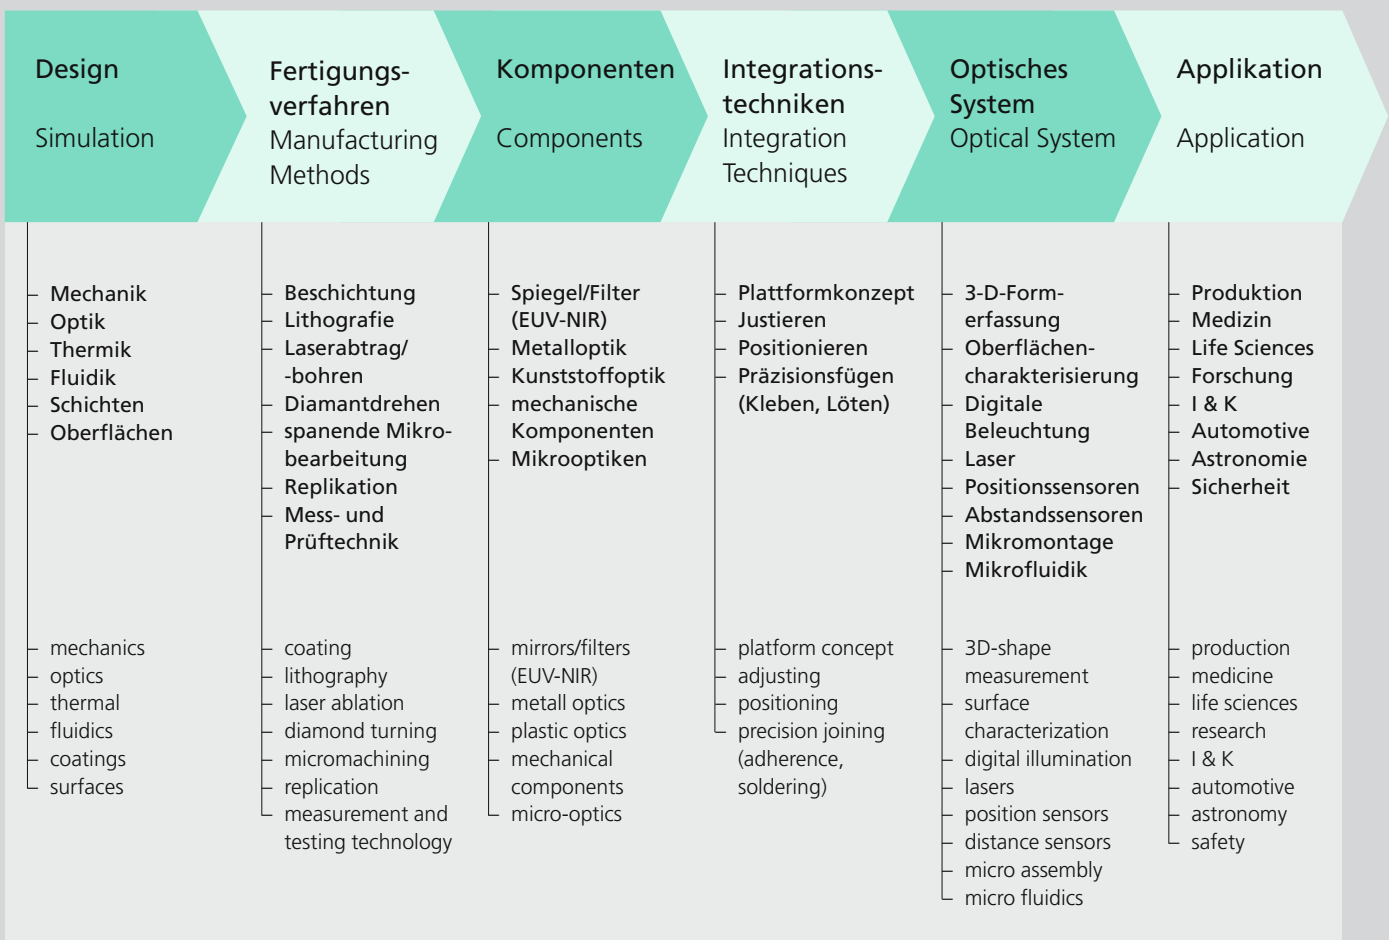 Design
Simulation
Fertigungs-
verfahren
Manufacturing
Methods
Komponenten
Components
Integrations-
techniken
Integration
Techniques
Optisches
System
Optical System
Applikation
Application
Mechanik
Optik
Thermik
Fluidik
Schichten
Oberflächen
mechanics
optics
thermal
fluidics
coatings
surfaces
Beschichtung
Lithografie
Laserabtrag/
-bohren
Diamantdrehen
spanende Mikro-
bearbeitung
Replikation
Mess- und
Prüftechnik
coating
lithography
laser ablation
diamond turning
micromachining
replication
measurement and
testing technology
Spiegel/Filter
(EUV-NIR)
Metalloptik
Kunststoffoptik
mechanische
Komponenten
Mikrooptiken
mirrors/filters
(EUV-NIR)
metall optics
plastic optics
mechanical
components
micro-optics
Plattformkonzept
Justieren
Positionieren
Präzisionsfügen
(Kleben, Löten)
platform concept
adjusting
positioning
precision joining
(adherence,
soldering)
3-D-Form-
erfassung
Oberflächen-
charakterisierung
Digitale
Beleuchtung
Laser
Positionssensoren
Abstandssensoren
Mikromontage
Mikrofluidik
3D-shape
measurement
surface
characterization
digital illumination
lasers
position sensors
distance sensors
micro assembly
micro fluidics
Produktion
Medizin
Life Sciences
Forschung
I & K
Automotive
Astronomie
Sicherheit
production
medicine
life sciences
research
I & K
automotive
astronomy
safety